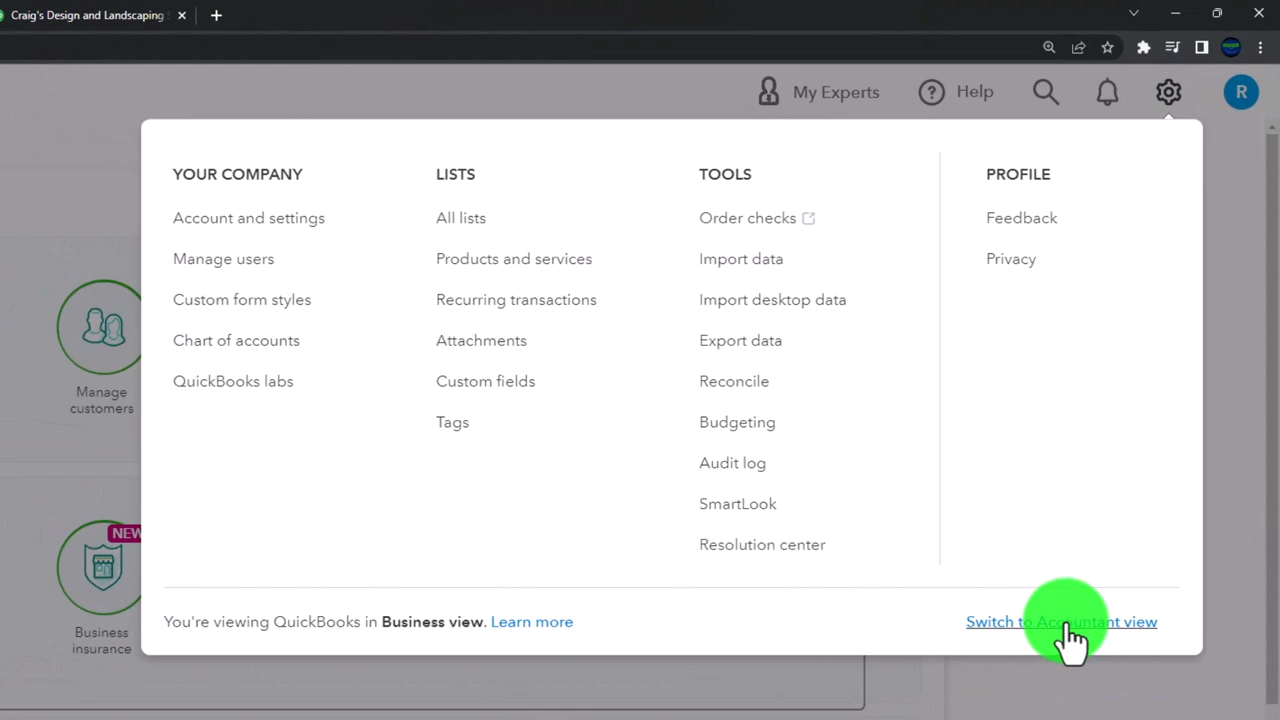 Craig's Design and Landscaping S
My Experts
Help
R
YOUR COMPANY
Account and settings
Manage users
Custom form styles
Chart of accounts
QuickBooks labs
LISTS
All lists
Products and services
Recurring transactions
Attachments
Custom fields
Tags
TOOLS
Order checks
Import data
Import desktop data
Export data
Reconcile
Budgeting
Audit log
SmartLook
Resolution center
PROFILE
Feedback
Privacy
Manage
customers
NEW
Business
insurance
You're viewing QuickBooks in Business view. Learn more
Switch to Accountant view